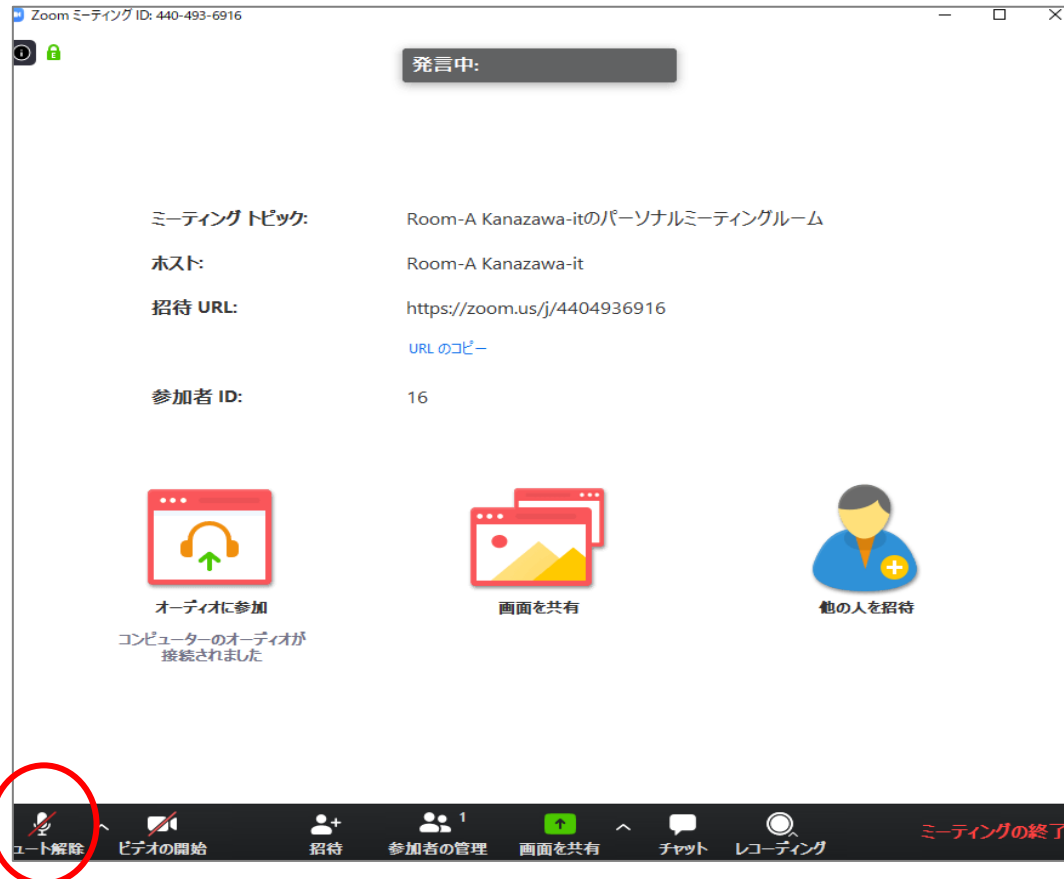 Zoom ミーティング ID: 440-493-6916
発言中:
ミーティング トピック: Room-A Kanazawa-itのパーソナルミーティングルーム
ホスト: Room-A Kanazawa-it
招待 URL: https://zoom.us/j/4404936916
URL のコピー
参加者 ID: 16
オーディオに参加 画面を共有 他の人を招待
コンピューターのオーディオが
接続されました
1
ュート解除 ビデオの開始 招待 参加者の管理 画面を共有 チャット レコーディング ミーティングの終了